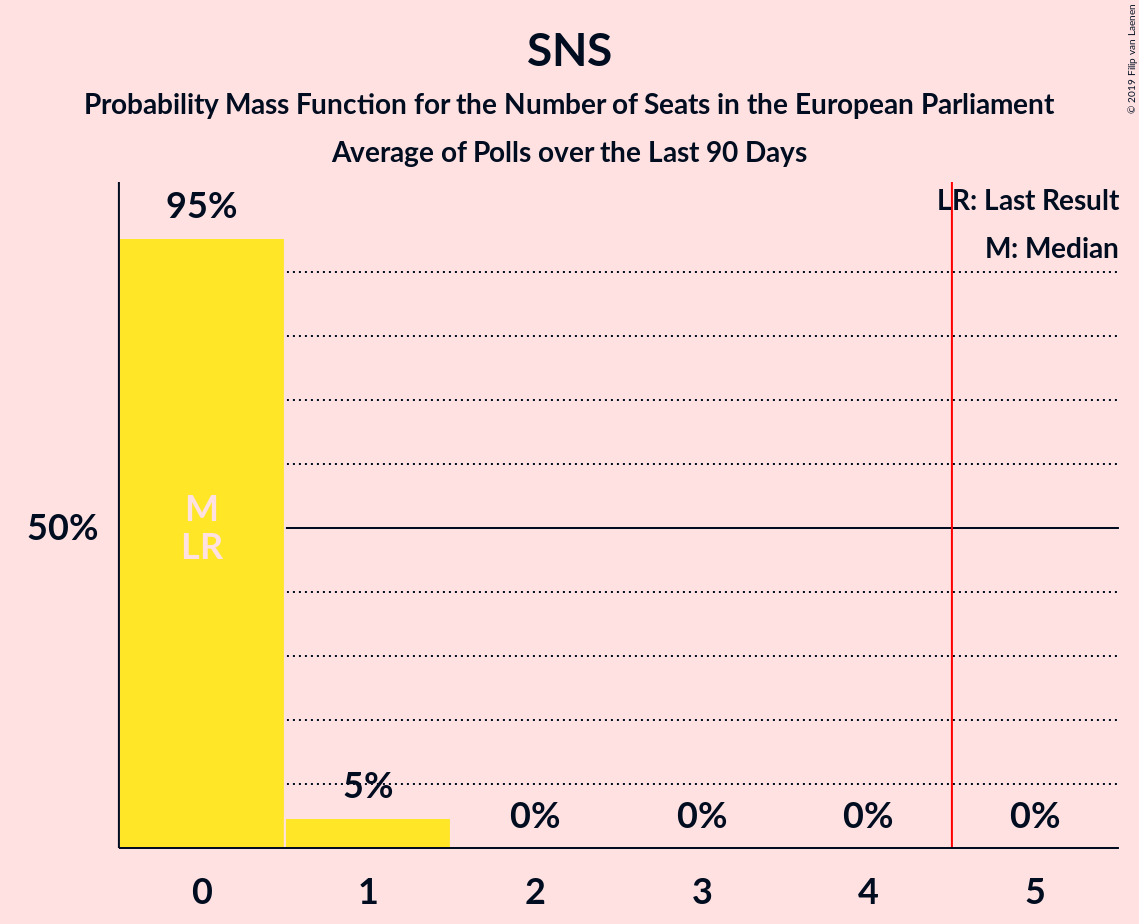 SNS
Probability Mass Function for the Number of Seats in the European Parliament
Average of Polls over the Last 90 Days
© 2019 Filip van Laenen
LR: Last Result
M: Median
95%
M
LR
50%
5%
0%
0%
0%
0%
0
1
2
3
4
5